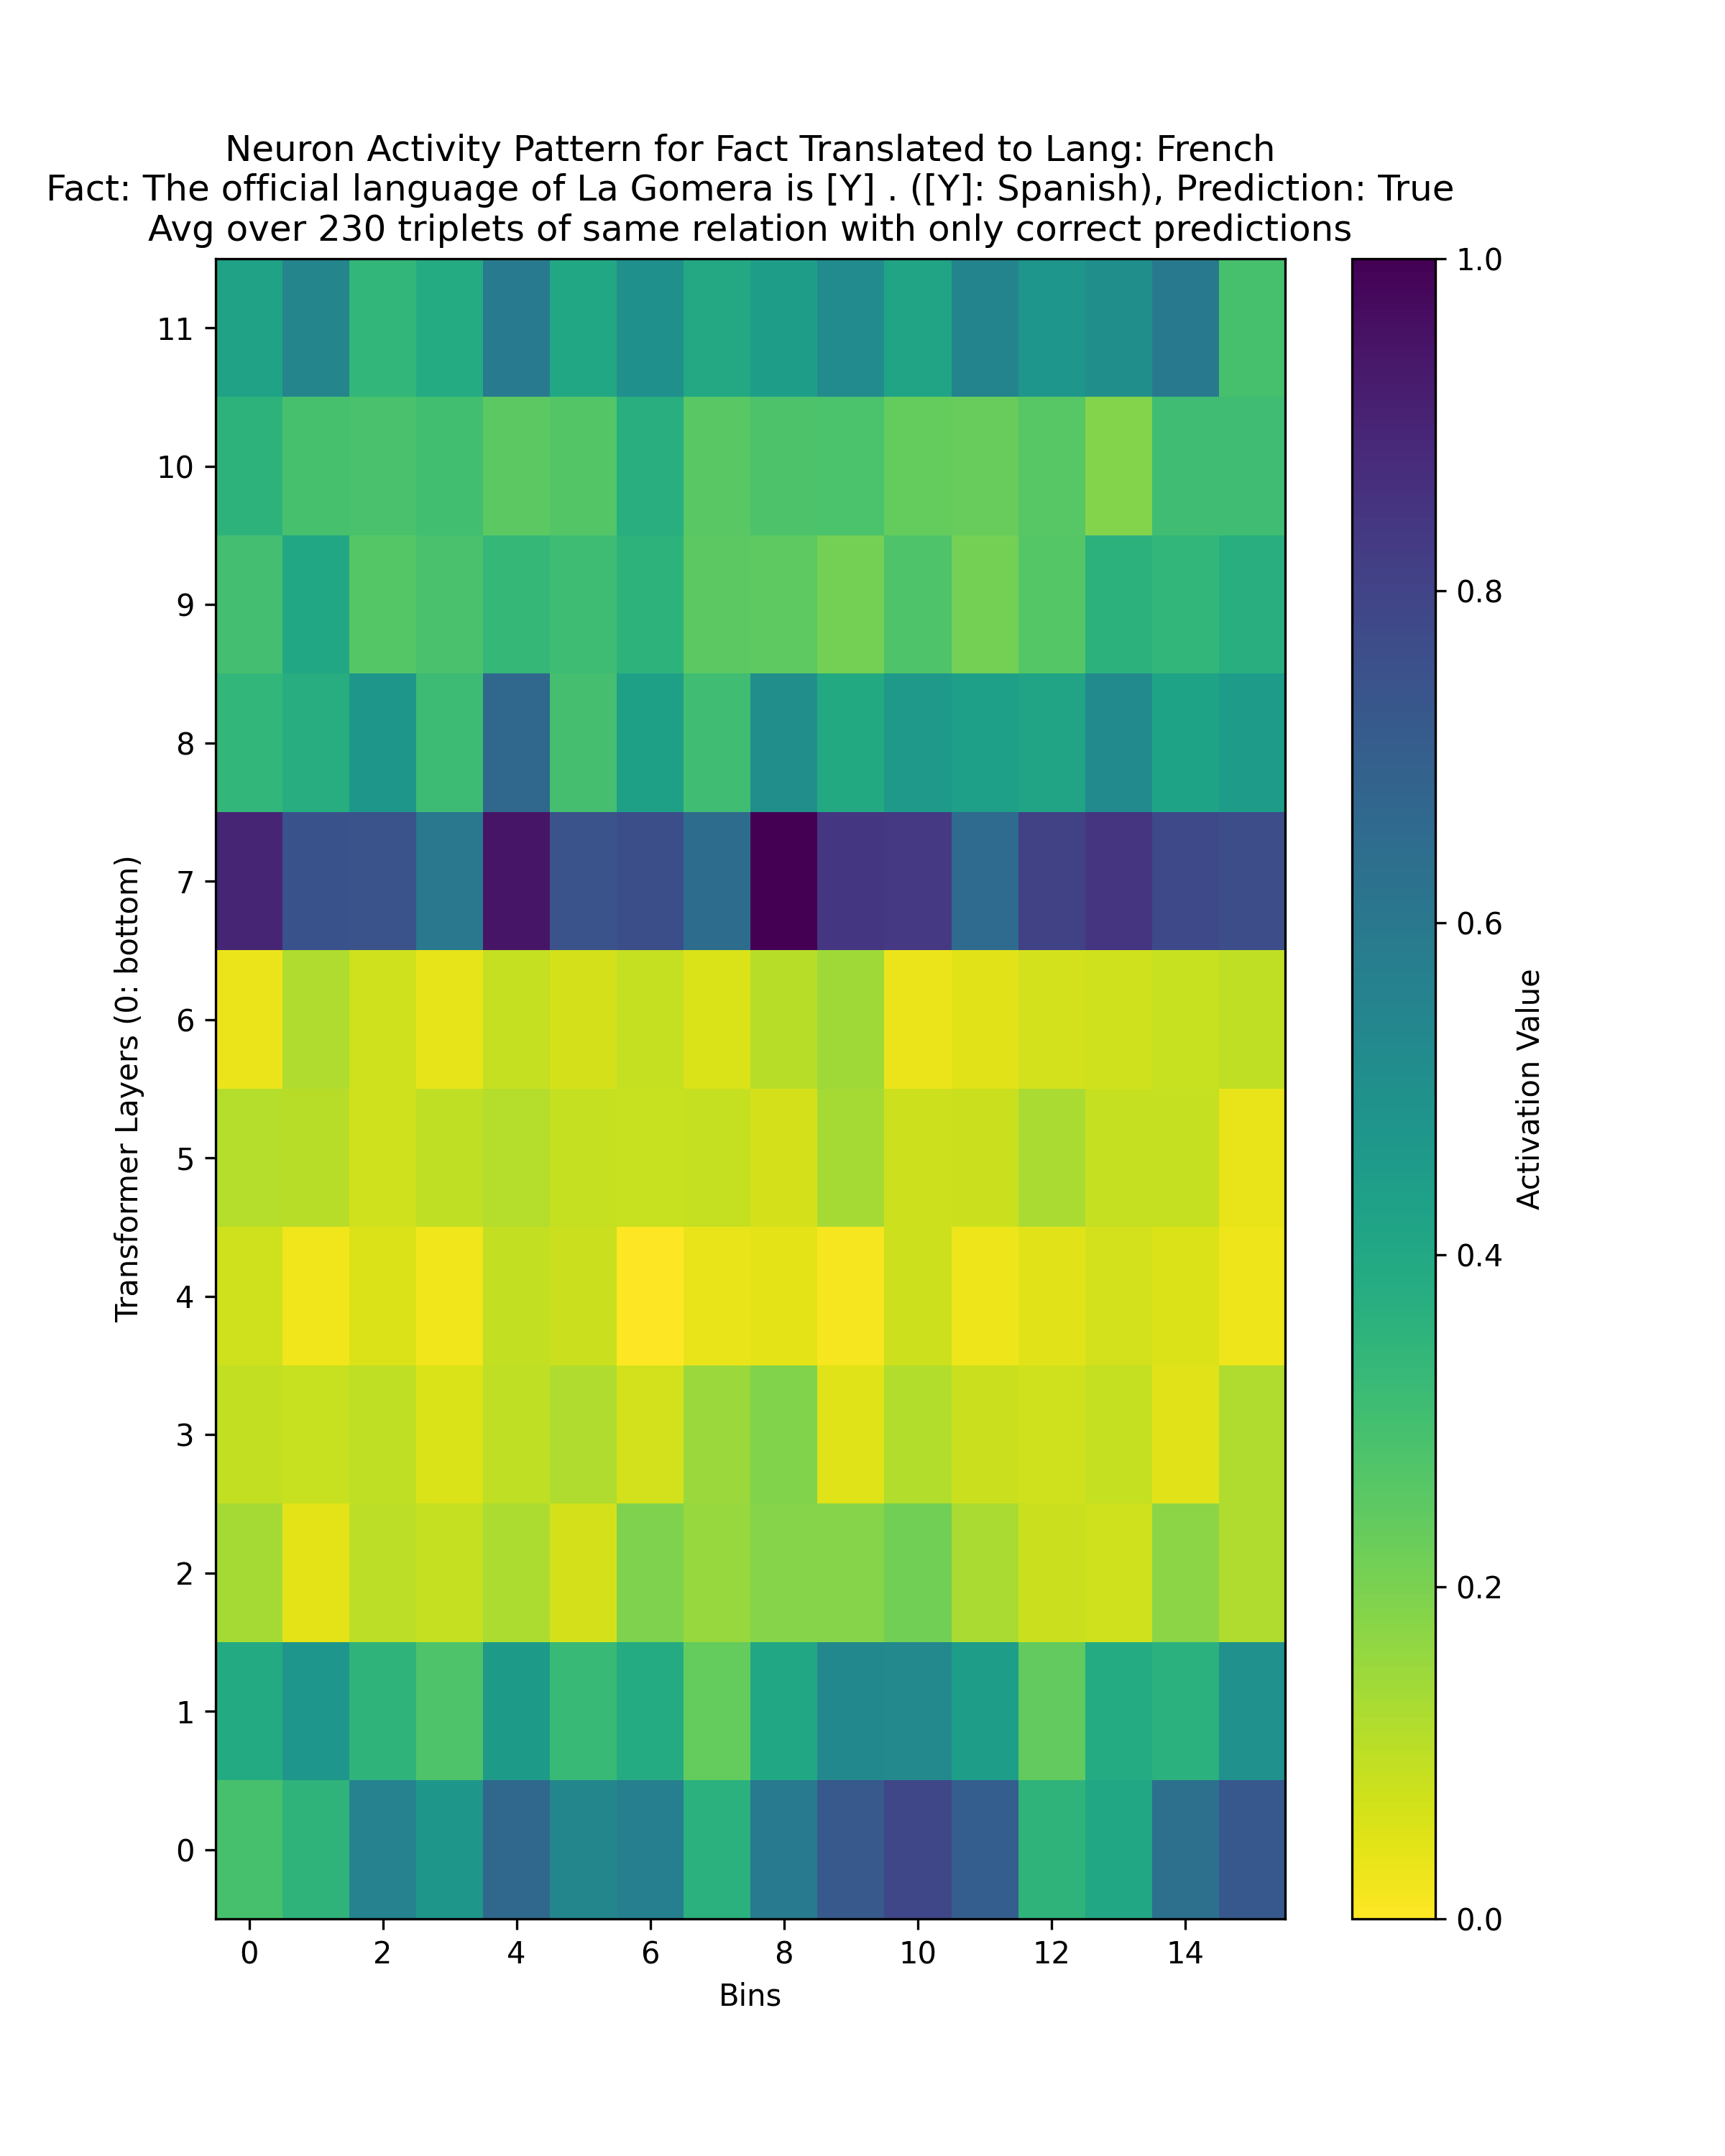 Neuron Activity Pattern for Fact Translated to Lang: French
Fact: The official language of La Gomera is [Y] . ([Y]: Spanish), Prediction: True
Avg over 230 triplets of same relation with only correct predictions
11
10
9
8
7
6
5
4
3
2
1
0
Transformer Layers (0: bottom)
0 2 4 6 8 10 12 14
Bins
1.0
0.8
0.6
0.4
0.2
0.0
Activation Value